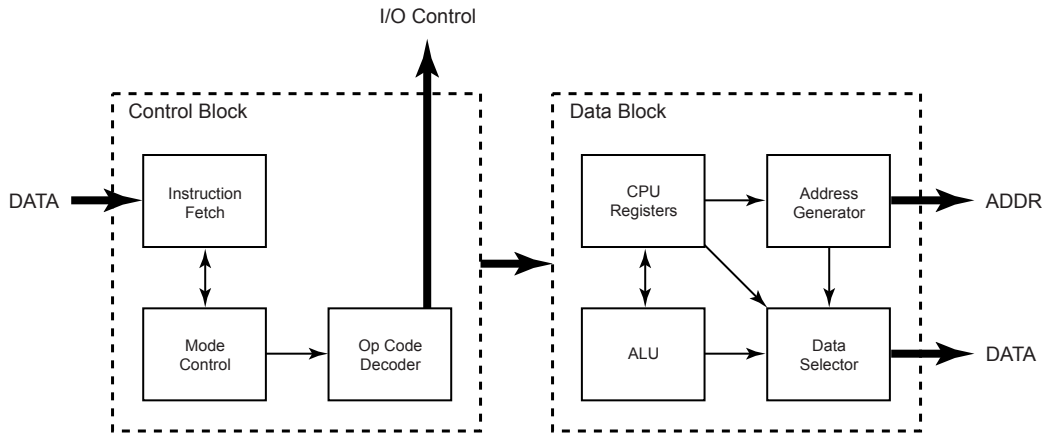 I/O Control
Control Block
Data Block
DATA
Instruction
Fetch
CPU
Registers
Address
Generator
ADDR
Mode
Control
Op Code
Decoder
ALU
Data
Selector
DATA